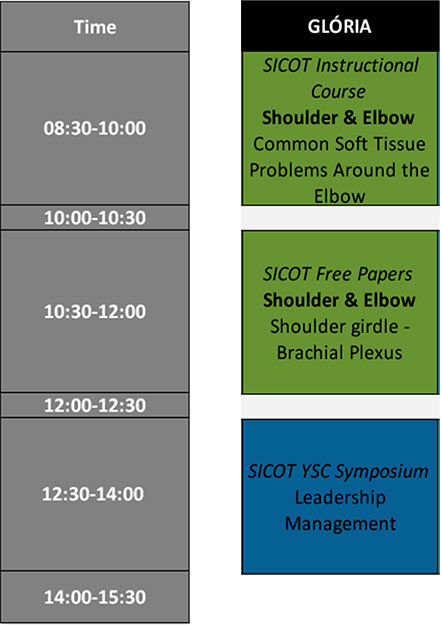 Time
GLÓRIA
08:30-10:00
SICOT Instructional
Course
Shoulder & Elbow
Common Soft Tissue
Problems Around the
Elbow
10:00-10:30
10:30-12:00
SICOT Free Papers
Shoulder & Elbow
Shoulder girdle -
Brachial Plexus
12:00-12:30
12:30-14:00
SICOT YSC Symposium
Leadership
Management
14:00-15:30